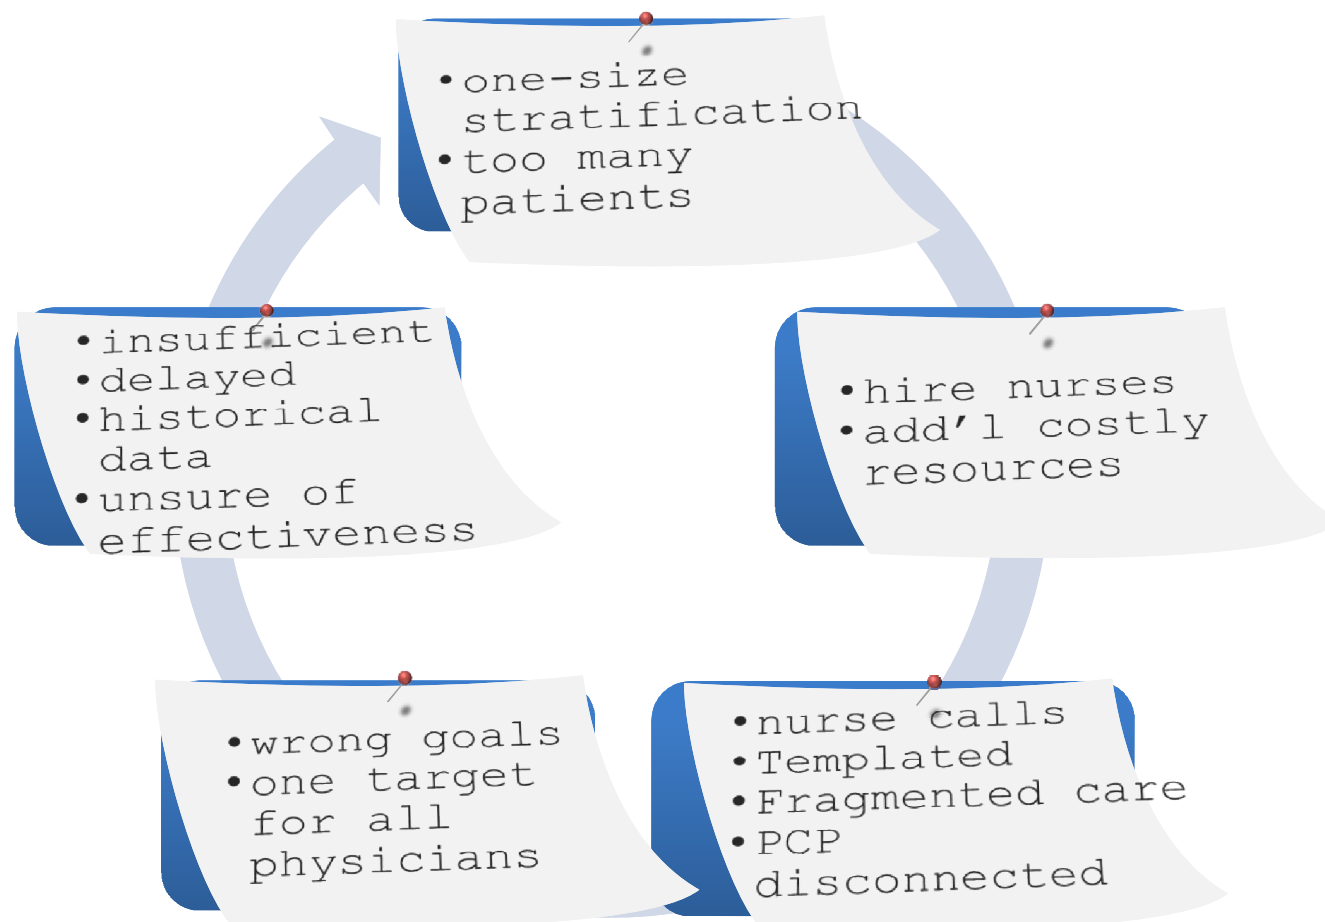 •one-size
stratification
•too many
patients
•hire nurses
•add’l costly
resources
•nurse calls
•Templated
•Fragmented care
•PCP
disconnected
•wrong goals
•one target
for all
physicians
•insufficient
•delayed
•historical
data
•unsure of
effectiveness